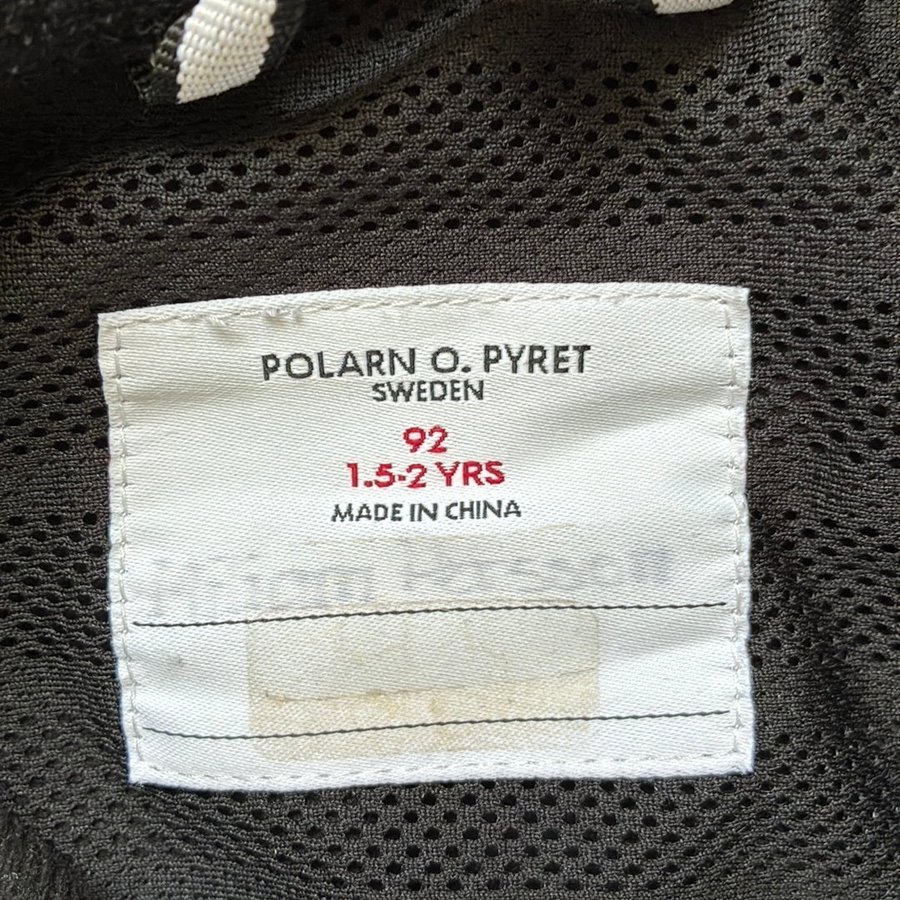 POLARN O. PYRET
SWEDEN
92
1.5-2 YRS
MADE IN CHINA